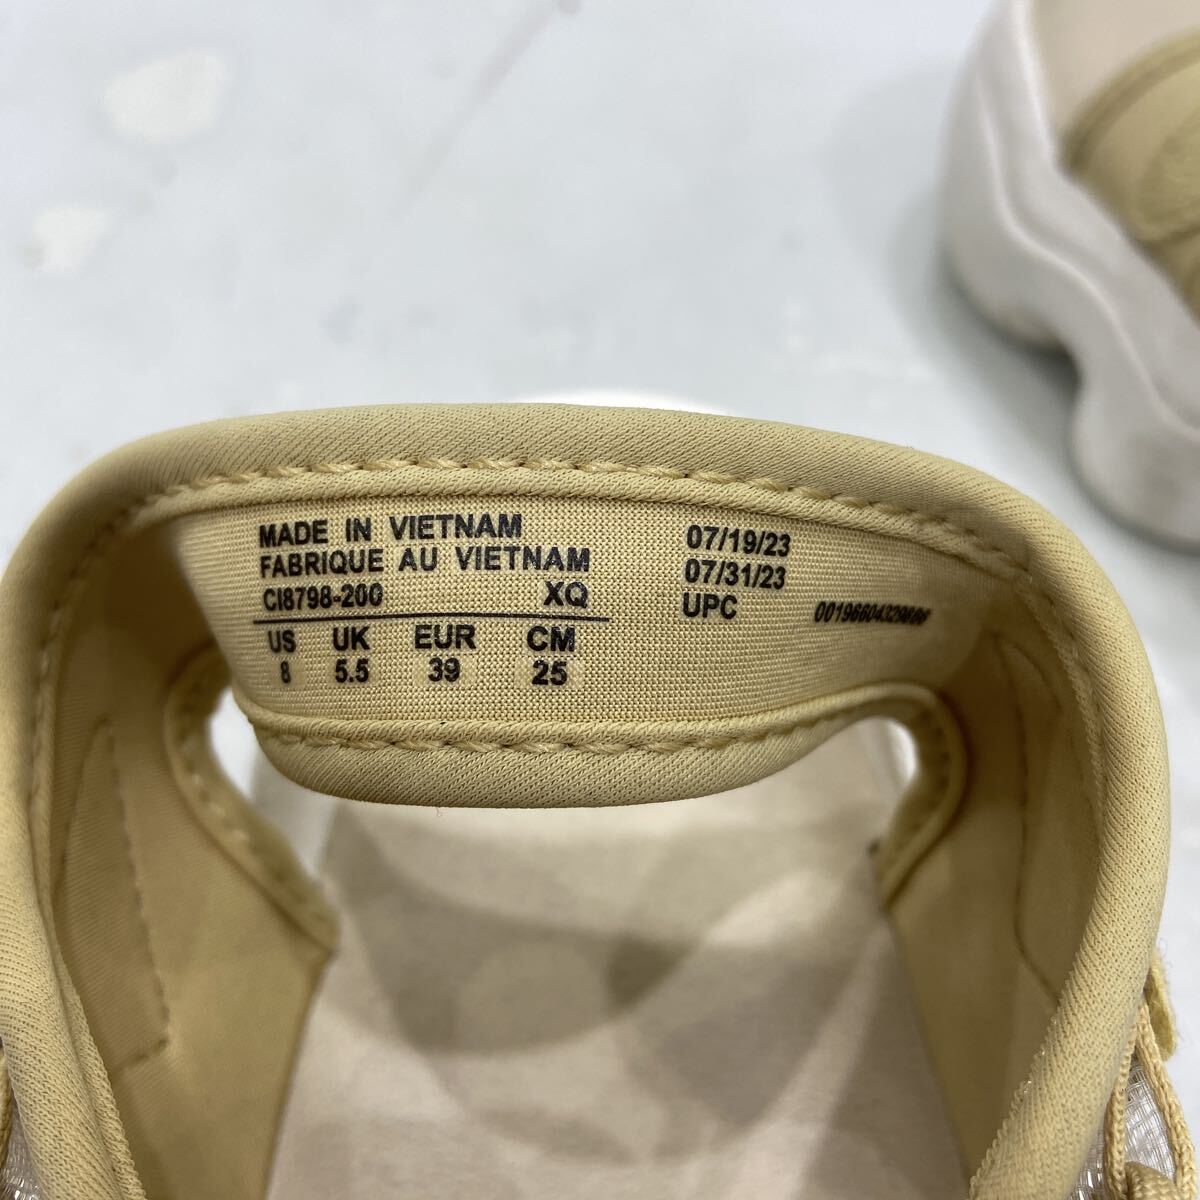 MADE IN VIETNAM
FABRIQUE AU VIETNAM
CI8798-200 XQ
US UK EUR CM
8 5.5 39 25
07/19/23
07/31/23
UPC